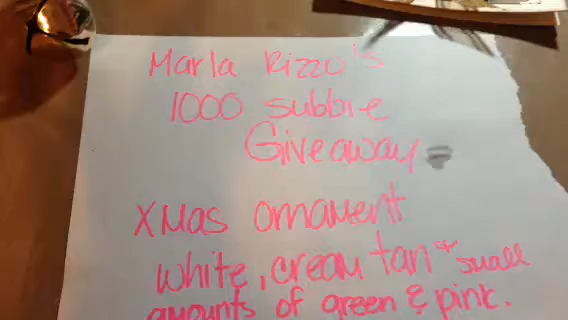 Marla Rizzo's
1000 subbie
Giveaway
XMas ornament
white, cream tan & small
amounts of green & pink.